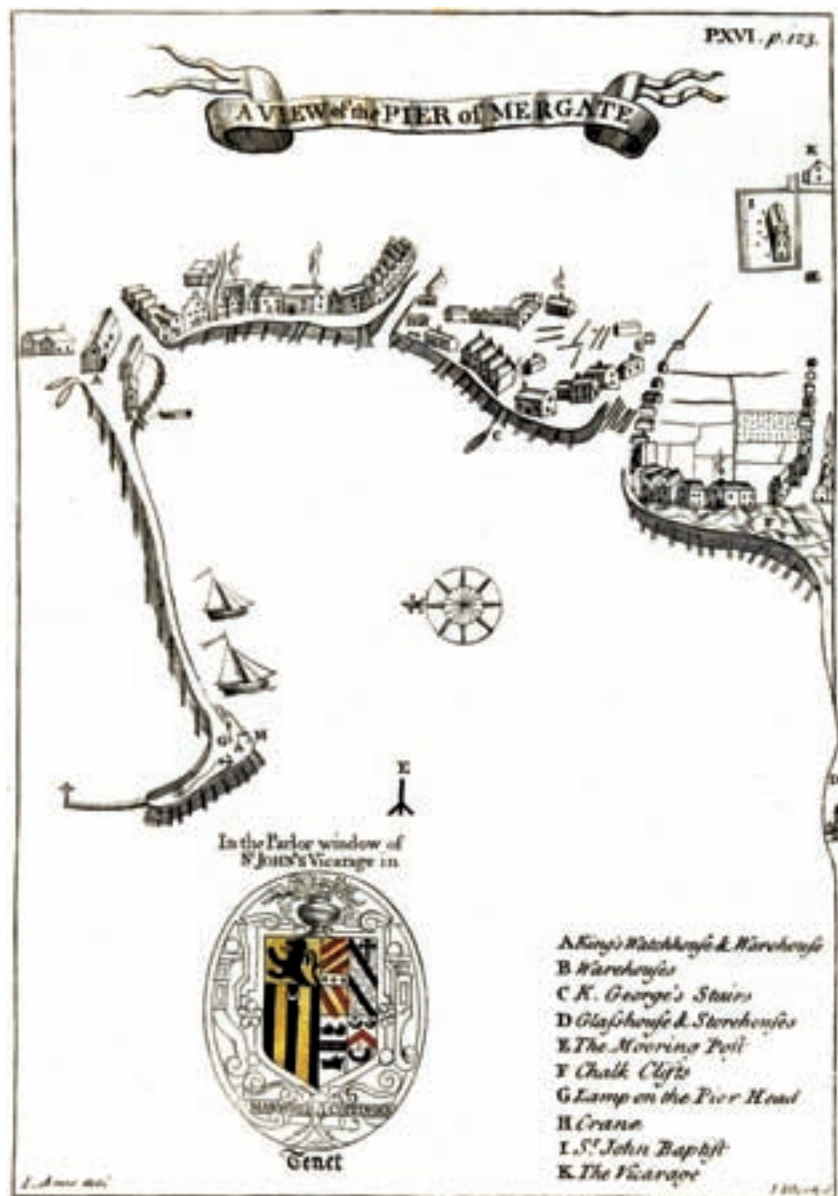 P.XVI. p.123.
A VIEW of the PIER of MERGATE
K
I
A
C
F
G
H
D
E
In the Parlor window of
St. JOHN'S Vicarage in
Tenet
A King's Watchhouse & Warehouse
B Warehouses
C K. George's Stairs
D Glasshouse & Storehouses
E The Mooring Post
F Chalk Clifts
G Lamp on the Pier Head
H Crane
I St. John Baptist
K The Vicarage